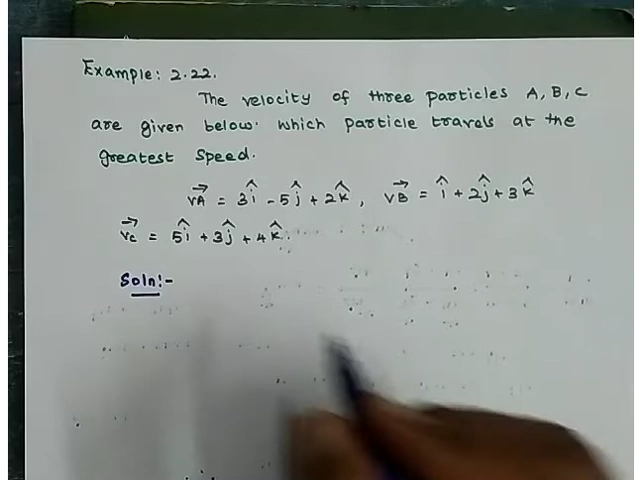 Example: 2.22.
The velocity of three particles A, B, C
are given below. which particle travels at the
greatest speed.
→vA = 3î - 5ĵ + 2k̂, →vB = î + 2ĵ + 3k̂
→vc = 5î + 3ĵ + 4k̂.
Soln:-